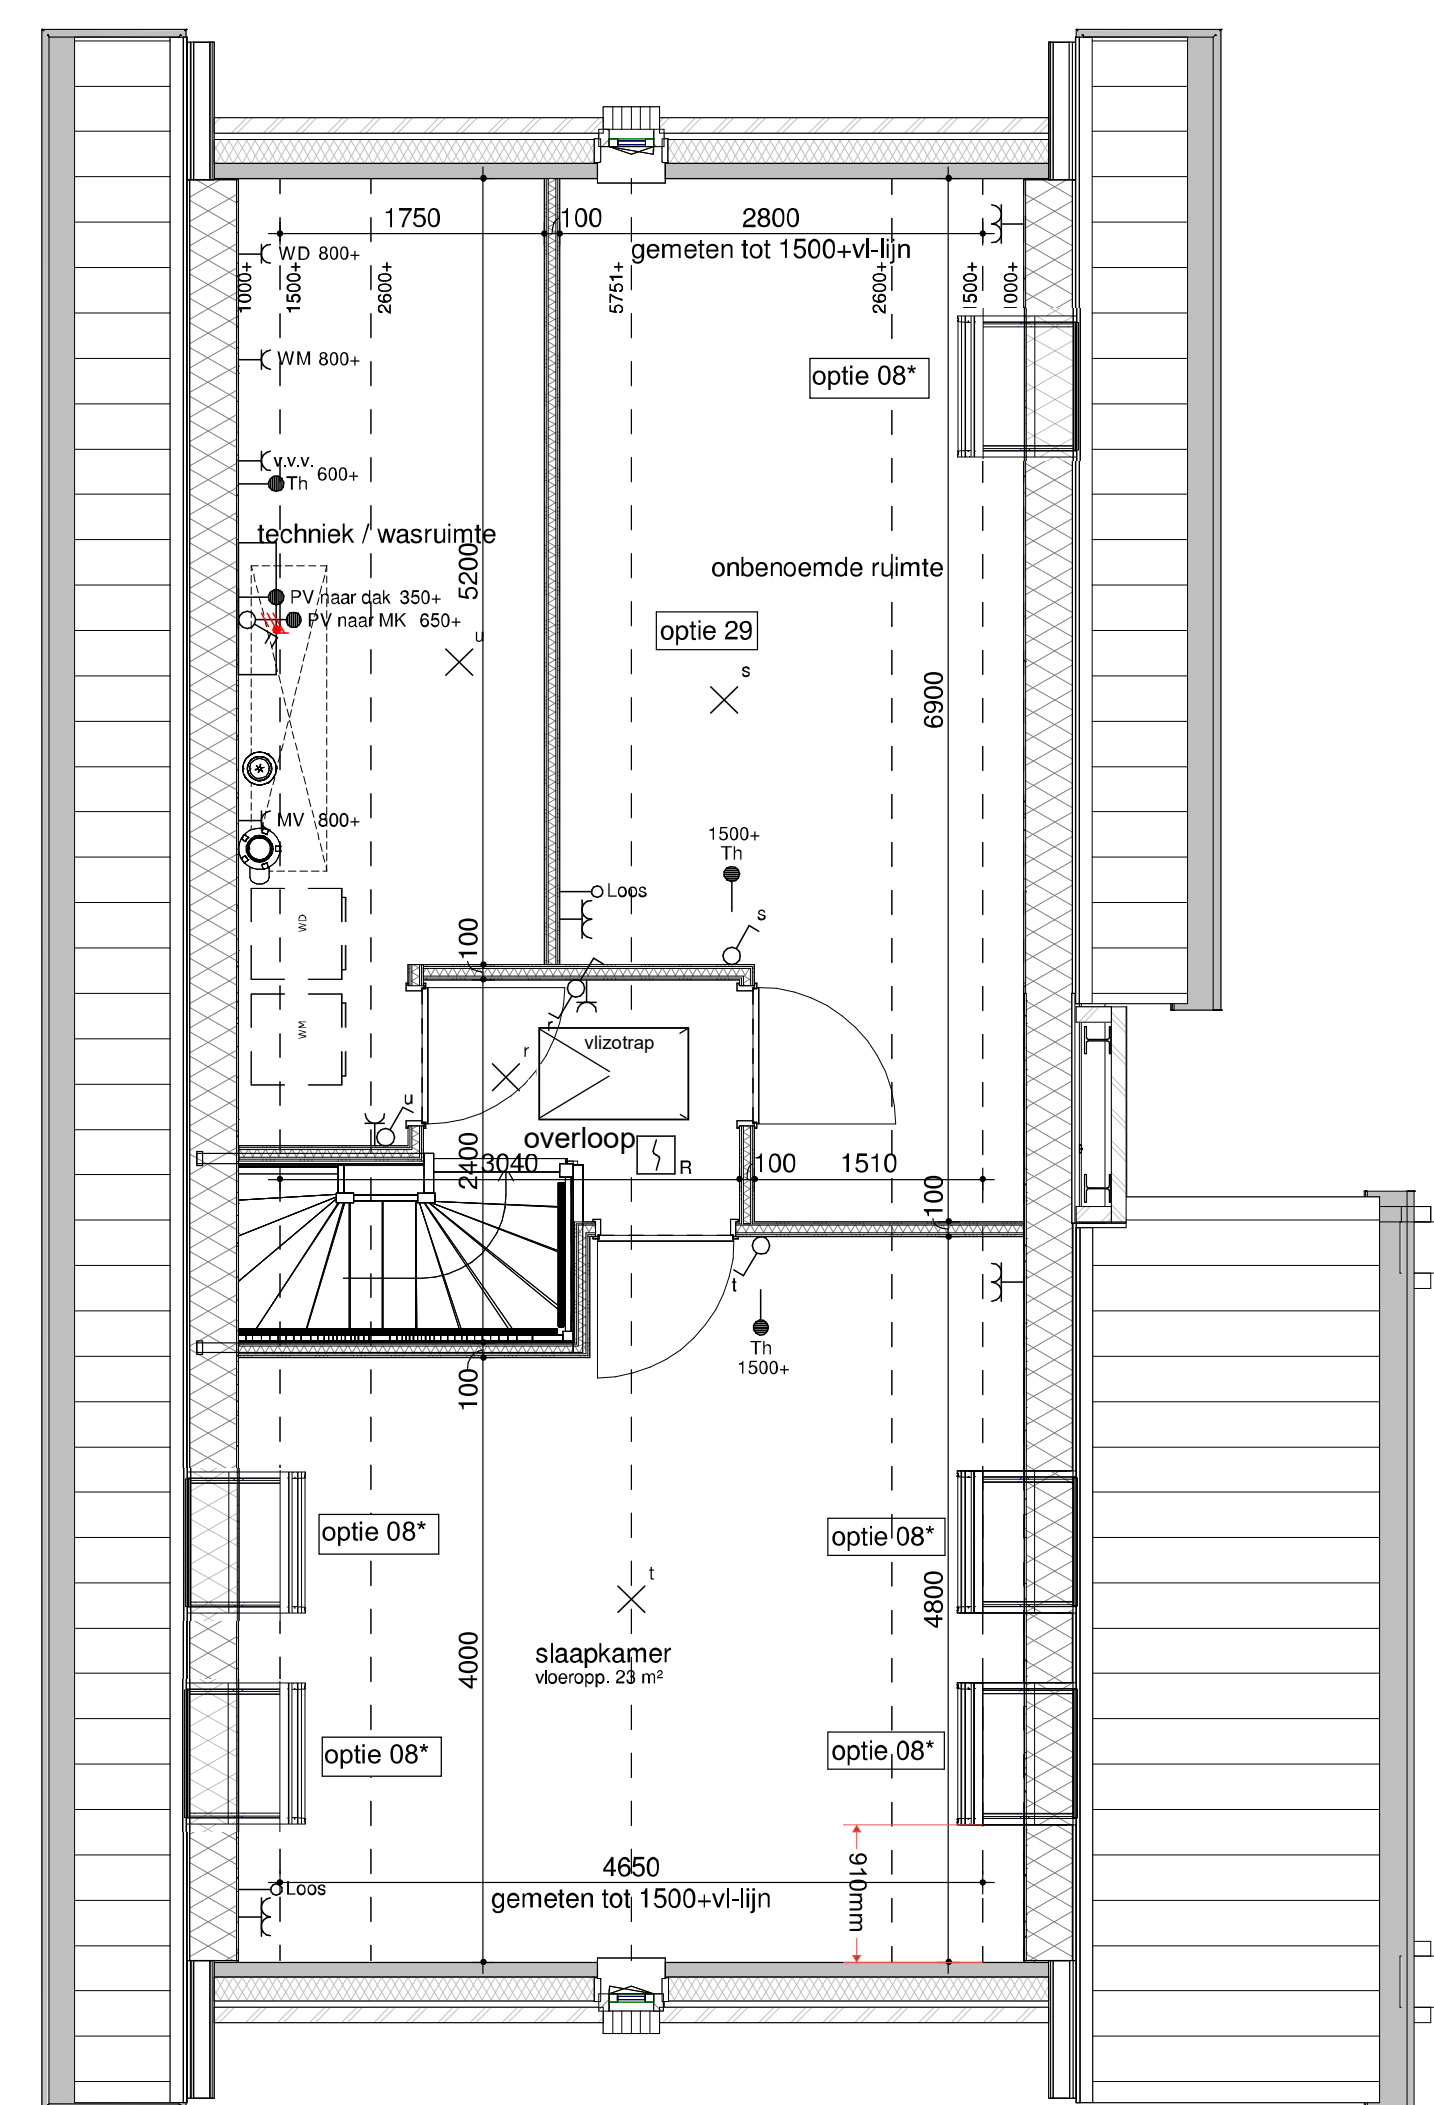 1750
100
2800
gemeten tot 1500+vl-lijn
WD 800+
1000+
1500+
2600+
5751+
2600+
1500+
1000+
WM 800+
optie 08*
v.v.v.
600+
Th
techniek / wasruimte
5200
onbenoemde ruimte
PV naar dak 350+
PV naar MK 650+
u
optie 29
s
6900
MV 800+
1500+
Th
Loos
s
WD
100
WM
r
vlizotrap
r
u
overloop
R
2400
3040
100
1510
100
t
Th
1500+
100
optie 08*
optie 08*
t
4800
4000
slaapkamer
vloeropp. 23 m²
optie 08*
optie 08*
910mm
4650
gemeten tot 1500+vl-lijn
Loos